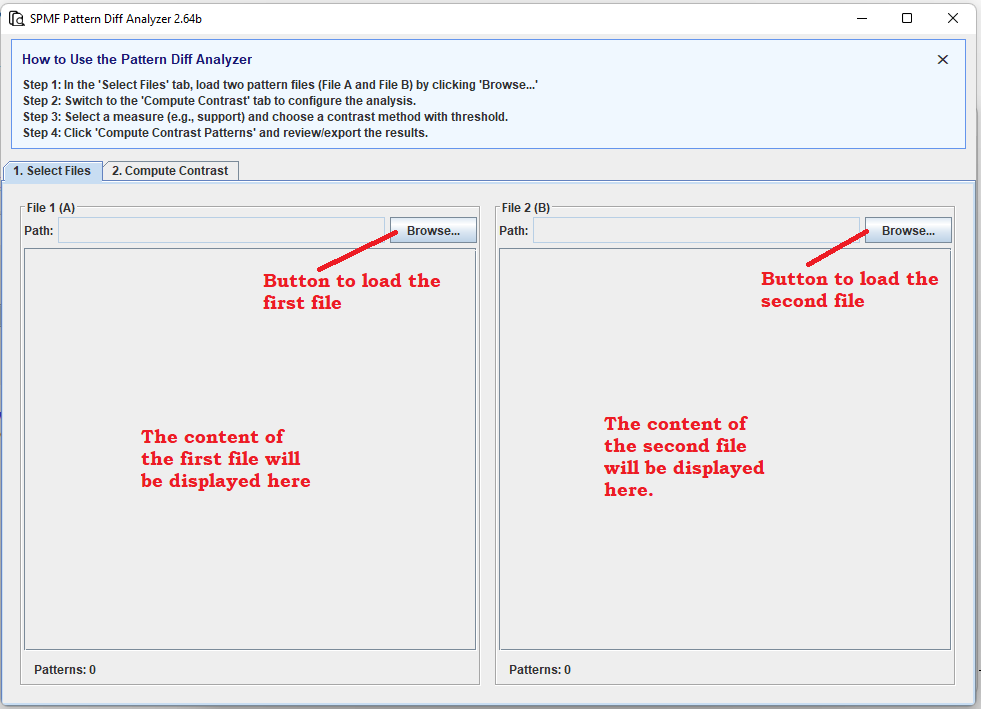 SPMF Pattern Diff Analyzer 2.64b
How to Use the Pattern Diff Analyzer
Step 1: In the 'Select Files' tab, load two pattern files (File A and File B) by clicking 'Browse...'
Step 2: Switch to the 'Compute Contrast' tab to configure the analysis.
Step 3: Select a measure (e.g., support) and choose a contrast method with threshold.
Step 4: Click 'Compute Contrast Patterns' and review/export the results.
1. Select Files
2. Compute Contrast
File 1 (A)
Path:
Browse...
Button to load the
first file
The content of
the first file will
be displayed here
Patterns: 0
File 2 (B)
Path:
Browse...
Button to load the
second file
The content of
the second file
will be displayed
here.
Patterns: 0